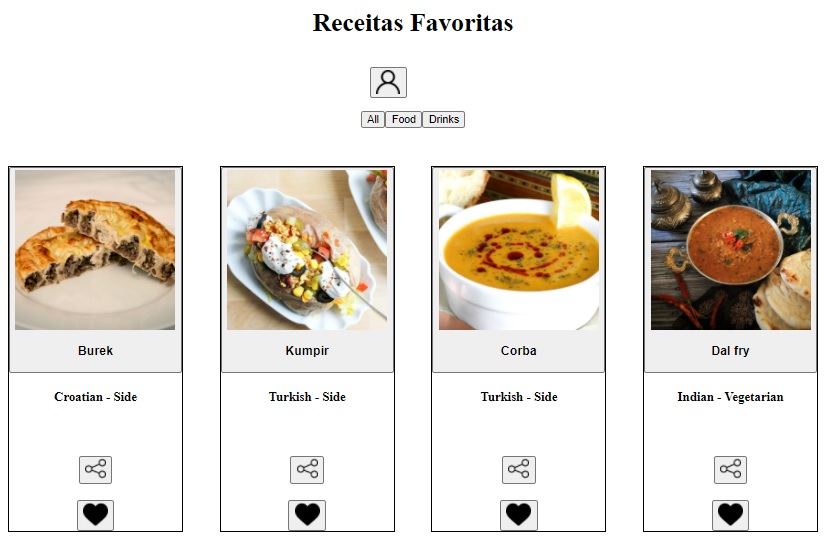 Receitas Favoritas
All Food Drinks
Burek
Croatian - Side
Kumpir
Turkish - Side
Corba
Turkish - Side
Dal fry
Indian - Vegetarian